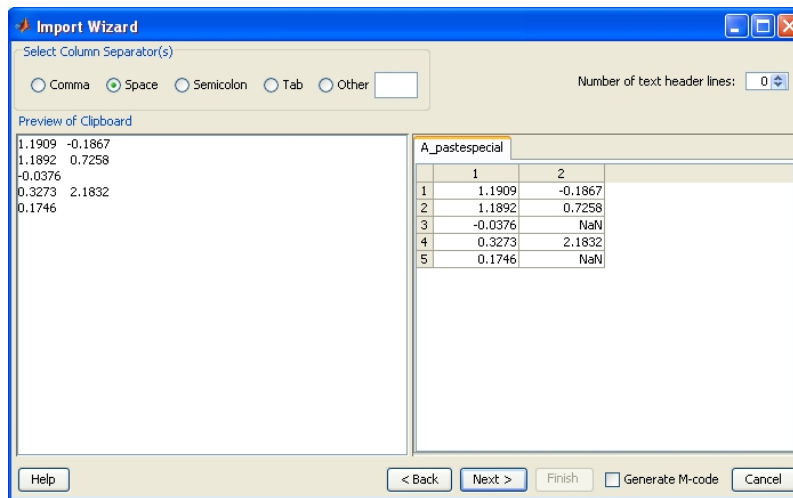 Import Wizard
Select Column Separator(s)
Comma Space Semicolon Tab Other
Number of text header lines: 0
Preview of Clipboard
1.1909 -0.1867
1.1892 0.7258
-0.0376
0.3273 2.1832
0.1746
A_pastespecial
1 2
1 1.1909 -0.1867
2 1.1892 0.7258
3 -0.0376 NaN
4 0.3273 2.1832
5 0.1746 NaN
Help < Back Next > Finish Generate M-code Cancel